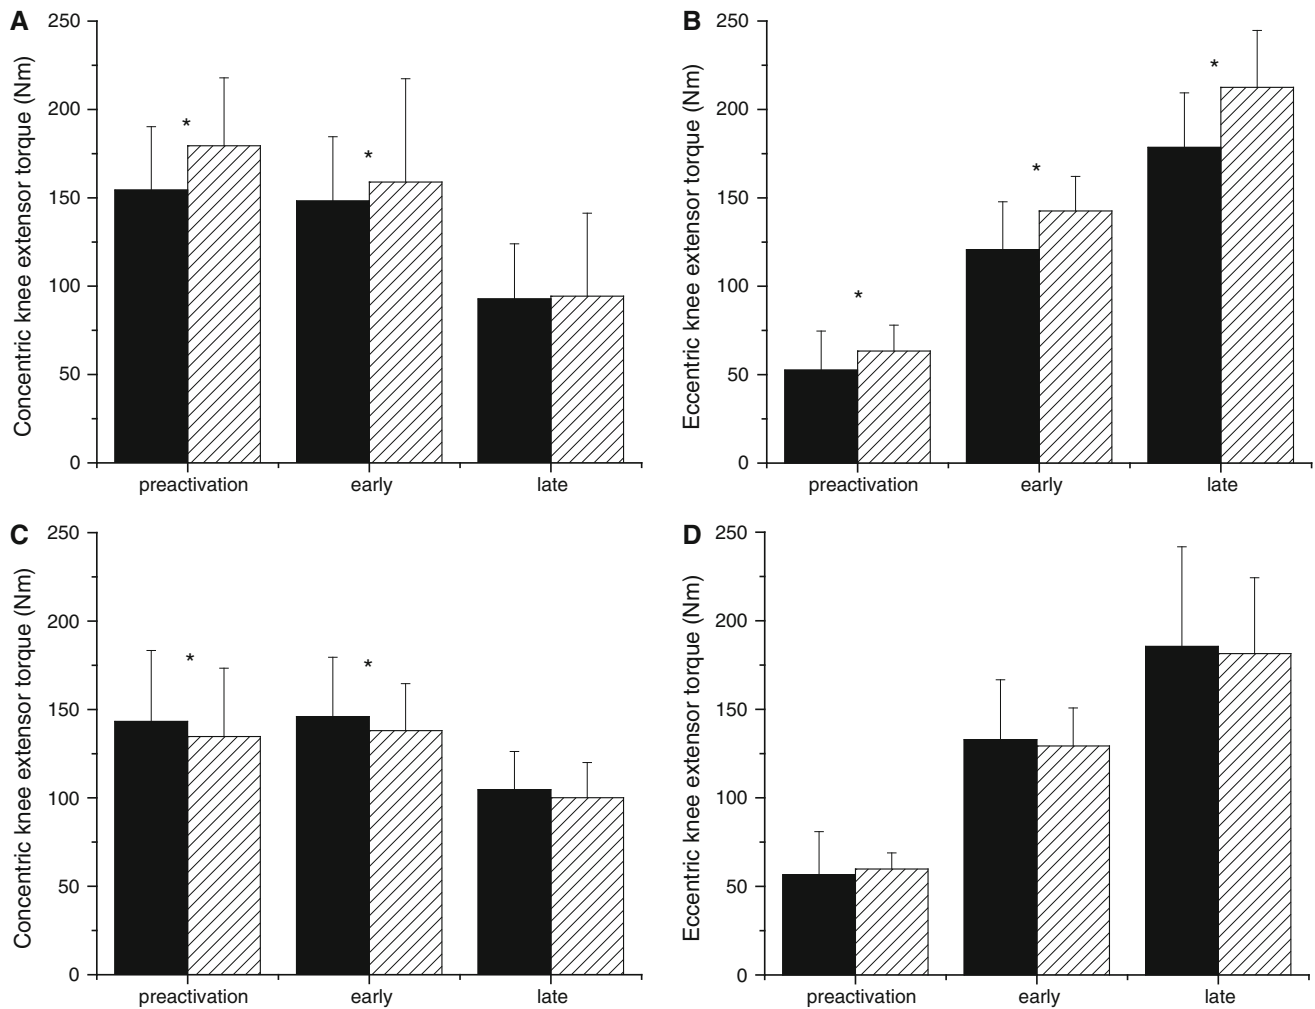 A
Concentric knee extensor torque (Nm)
250
200
150
100
50
0
*
*
preactivation early late
B
Eccentric knee extensor torque (Nm)
250
200
150
100
50
0
*
*
*
preactivation early late
C
Concentric knee extensor torque (Nm)
250
200
150
100
50
0
*
*
preactivation early late
D
Eccentric knee extensor torque (Nm)
250
200
150
100
50
0
preactivation early late